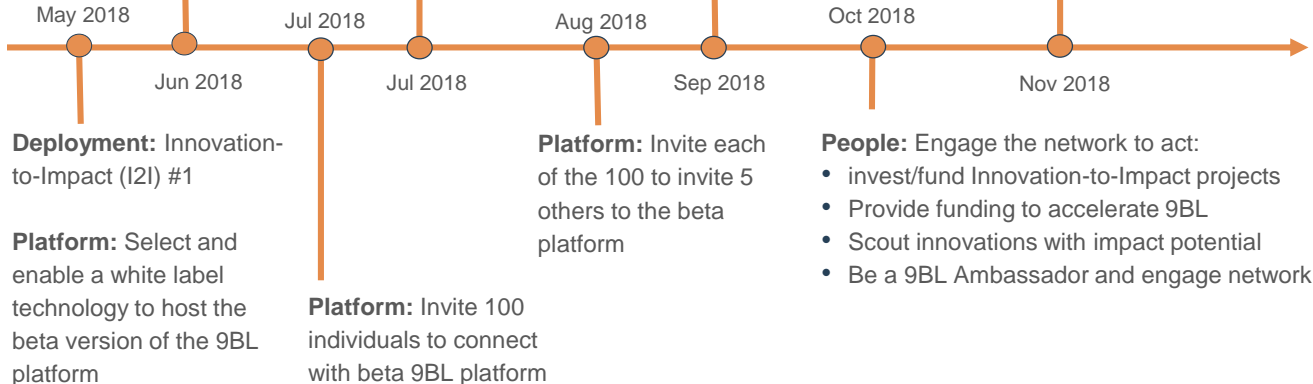 May 2018
Jul 2018
Aug 2018
Oct 2018
Jun 2018
Jul 2018
Sep 2018
Nov 2018
Deployment: Innovation-
to-Impact (I2I) #1
Platform: Select and
enable a white label
technology to host the
beta version of the 9BL
platform
Platform: Invite 100
individuals to connect
with beta 9BL platform
Platform: Invite each
of the 100 to invite 5
others to the beta
platform
People: Engage the network to act:
• invest/fund Innovation-to-Impact projects
• Provide funding to accelerate 9BL
• Scout innovations with impact potential
• Be a 9BL Ambassador and engage network